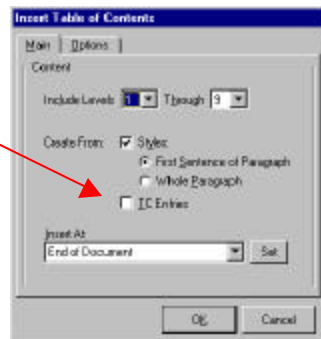 Insert Table of Contents
Main Options
Content
Include Levels 1 Through 9
Create From: Styles:
First Sentence of Paragraph
Whole Paragraph
TC Entries
Insert At:
End of Document Set
OK Cancel